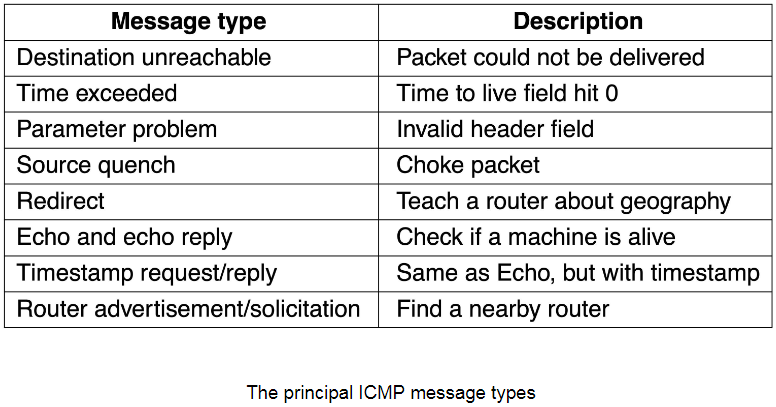 Message type Description
Destination unreachable Packet could not be delivered
Time exceeded Time to live field hit 0
Parameter problem Invalid header field
Source quench Choke packet
Redirect Teach a router about geography
Echo and echo reply Check if a machine is alive
Timestamp request/reply Same as Echo, but with timestamp
Router advertisement/solicitation Find a nearby router
The principal ICMP message types